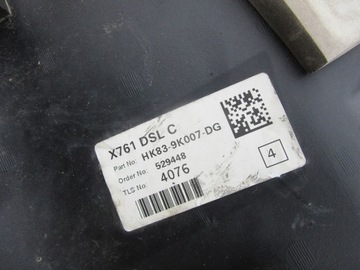 X761 DSL C
Part No: HK83-9K007-DG
Order No: 529448
TLS No: 4076
4